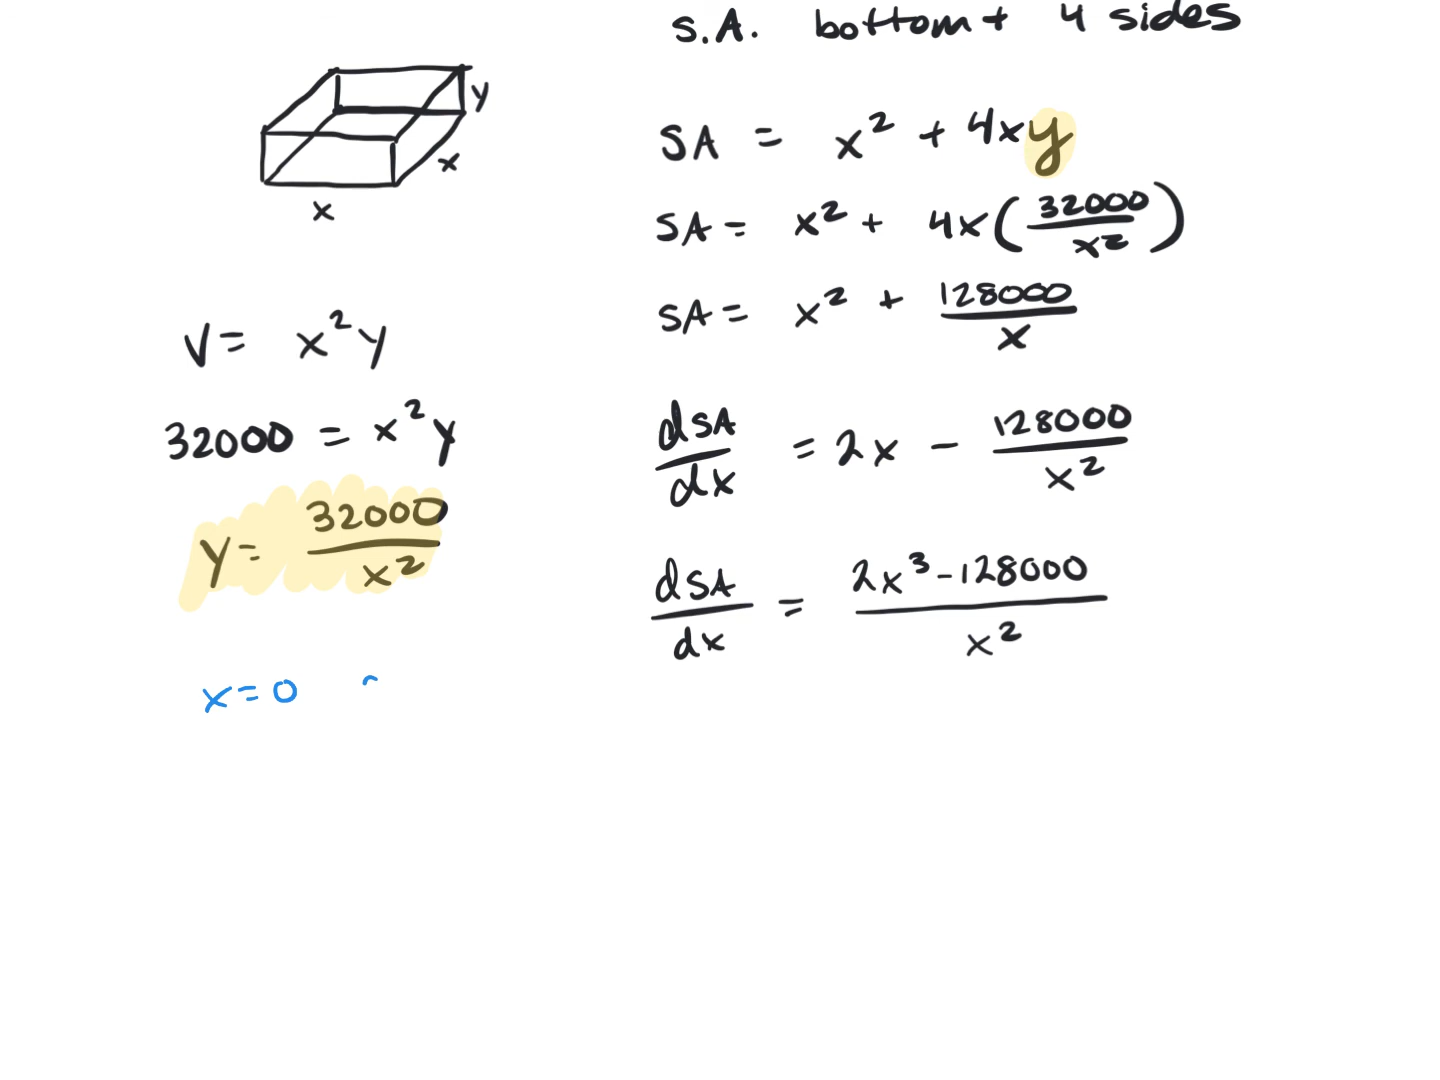 y
x
x
V = x²y
32000 = x²y
y = 32000/x²
x = 0
S.A. bottom + 4 sides
SA = x² + 4xy
SA = x² + 4x(32000/x²)
SA = x² + 128000/x
dSA/dx = 2x - 128000/x²
dSA/dx = 2x³-128000/x²